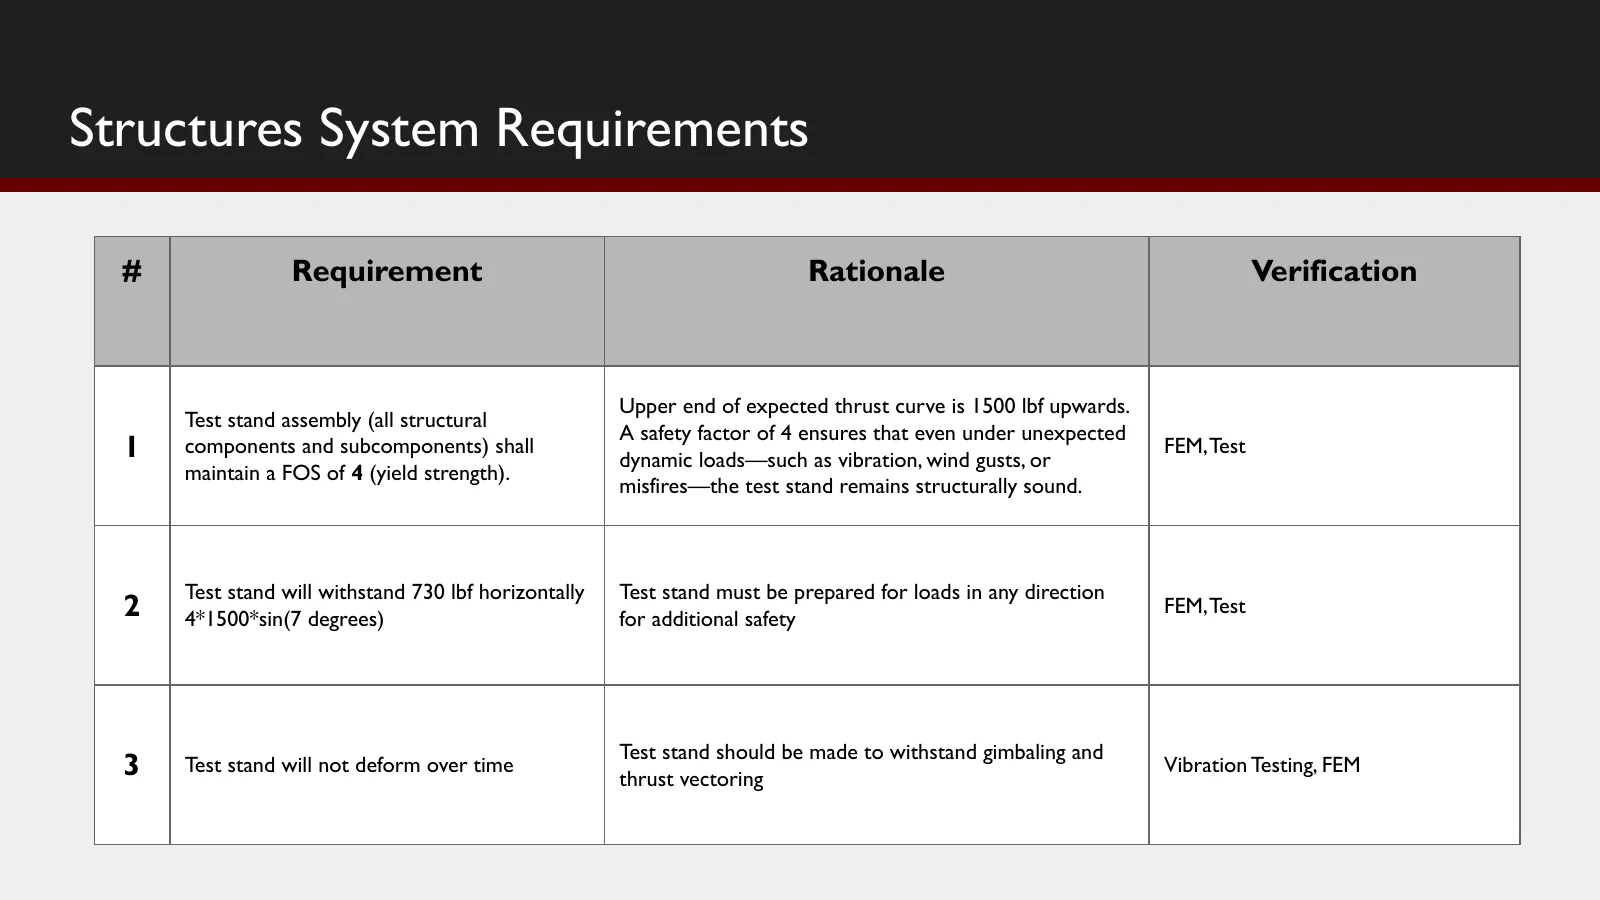 Structures System Requirements
# Requirement Rationale Verification
1
Test stand assembly (all structural
components and subcomponents) shall
maintain a FOS of 4 (yield strength).
Upper end of expected thrust curve is 1500 lbf upwards.
A safety factor of 4 ensures that even under unexpected
dynamic loads—such as vibration, wind gusts, or
misfires—the test stand remains structurally sound.
FEM, Test
2
Test stand will withstand 730 lbf horizontally
4*1500*sin(7 degrees)
Test stand must be prepared for loads in any direction
for additional safety
FEM, Test
3
Test stand will not deform over time
Test stand should be made to withstand gimbaling and
thrust vectoring
Vibration Testing, FEM